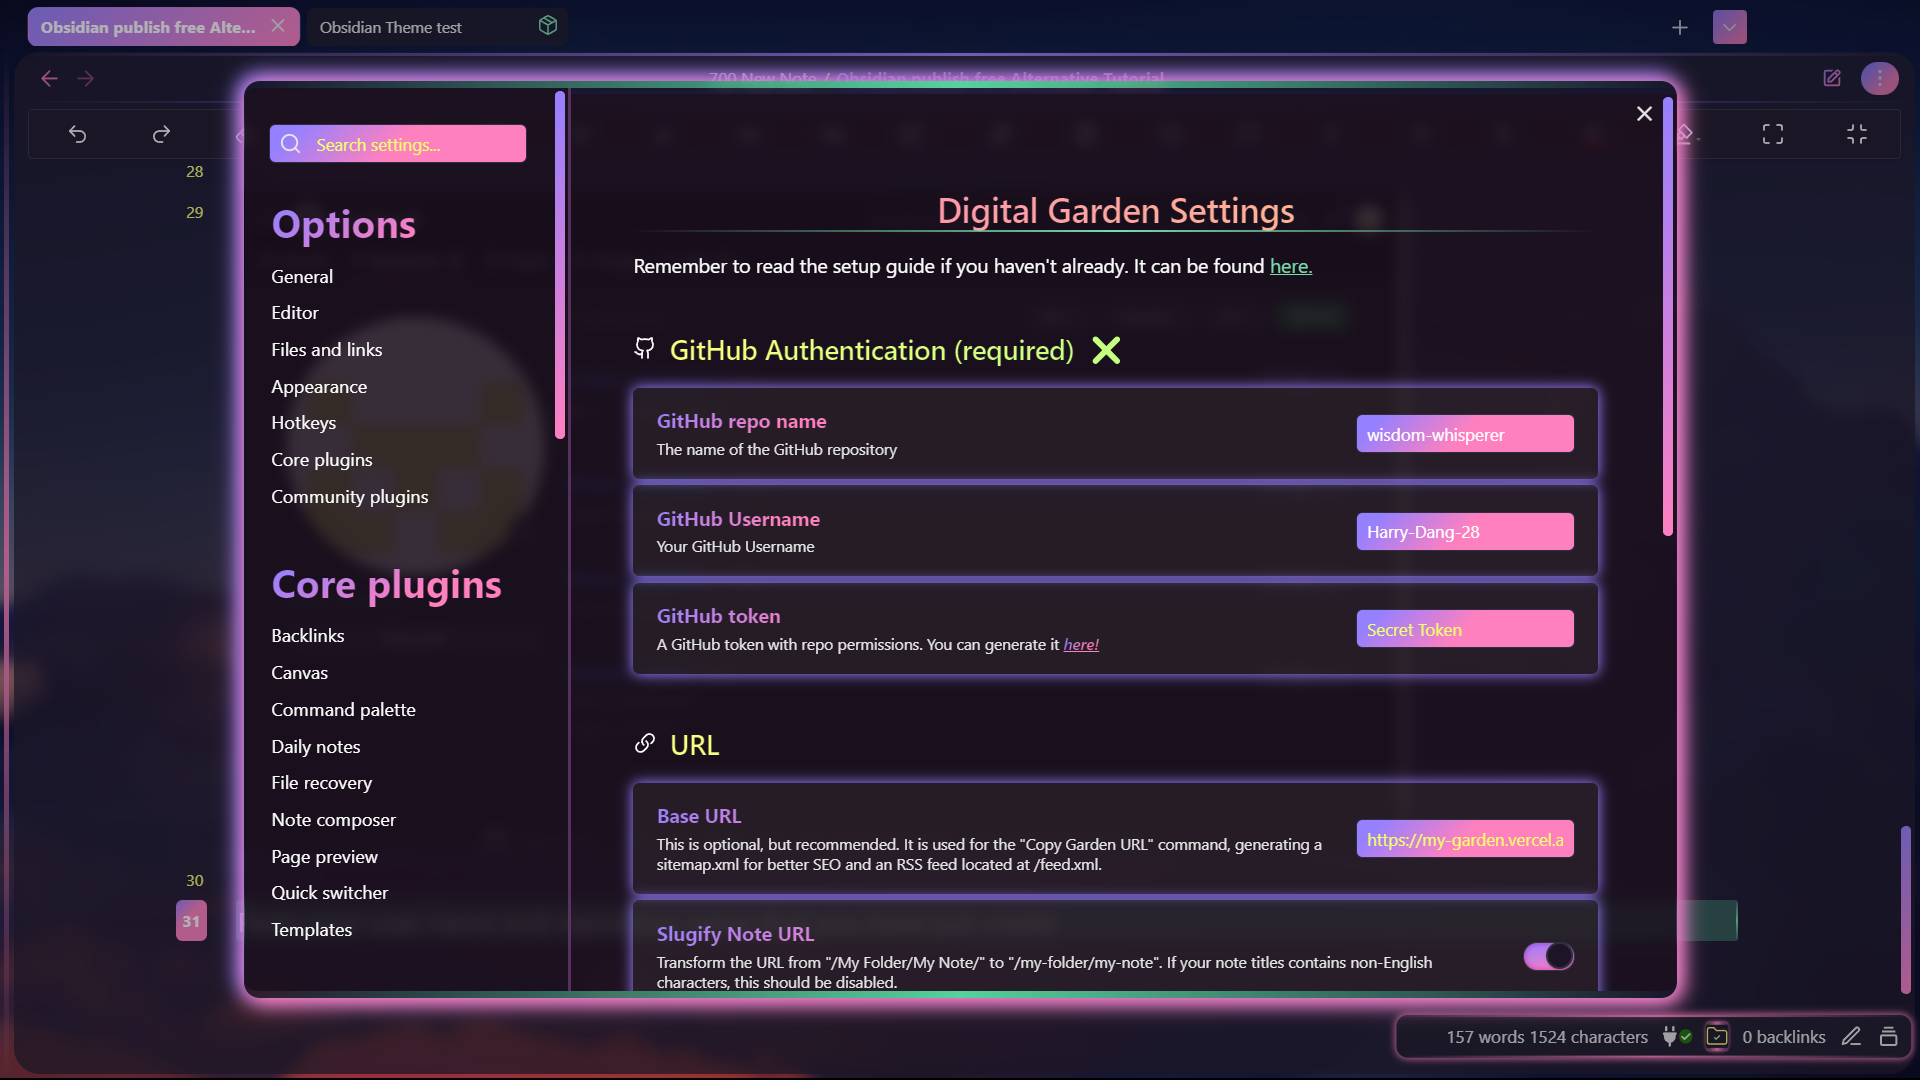 Obsidian publish free Alte...
Obsidian Theme test
700 New Note / Obsidian publish free Alternative Tutorial
28
29
30
31
Search settings...
Options
General
Editor
Files and links
Appearance
Hotkeys
Core plugins
Community plugins
Core plugins
Backlinks
Canvas
Command palette
Daily notes
File recovery
Note composer
Page preview
Quick switcher
Templates
Digital Garden Settings
Remember to read the setup guide if you haven't already. It can be found here.
GitHub Authentication (required)
GitHub repo name
The name of the GitHub repository
wisdom-whisperer
GitHub Username
Your GitHub Username
Harry-Dang-28
GitHub token
A GitHub token with repo permissions. You can generate it here!
Secret Token
URL
Base URL
This is optional, but recommended. It is used for the "Copy Garden URL" command, generating a
sitemap.xml for better SEO and an RSS feed located at /feed.xml.
https://my-garden.vercel.a
Slugify Note URL
Transform the URL from "/My Folder/My Note/" to "/my-folder/my-note". If your note titles contains non-English
characters, this should be disabled.
157 words 1524 characters
0 backlinks